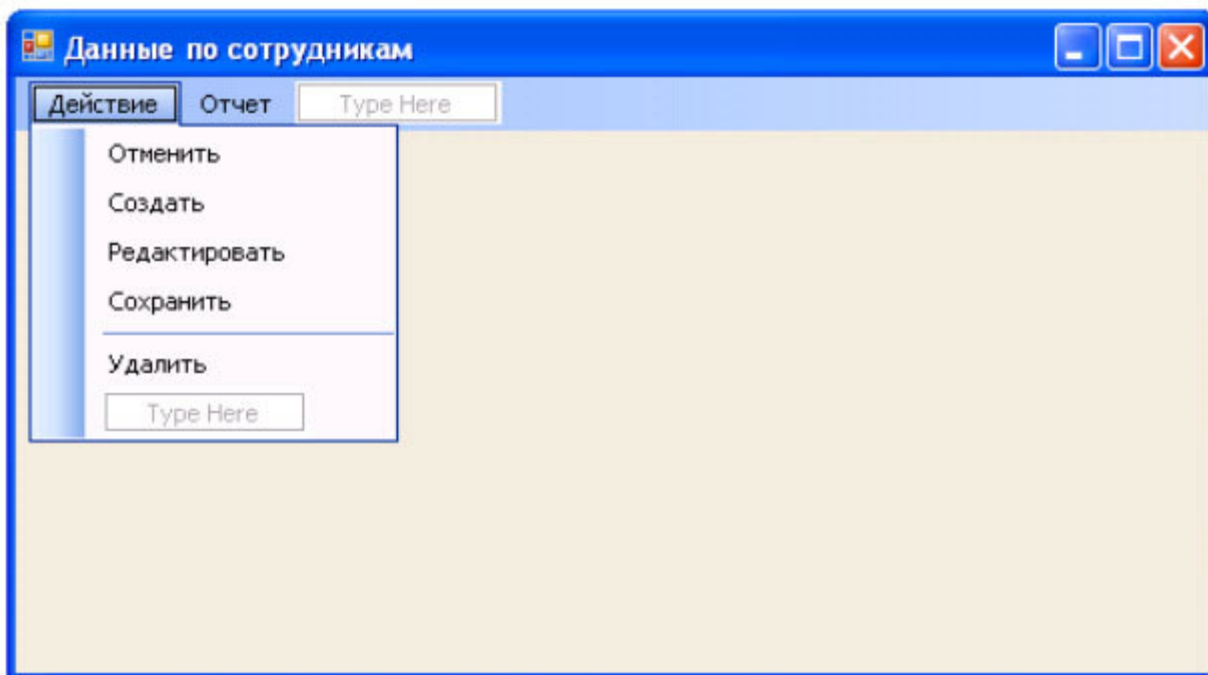 Данные по сотрудникам
Действие Отчет Type Here
Отменить
Создать
Редактировать
Сохранить
Удалить
Type Here